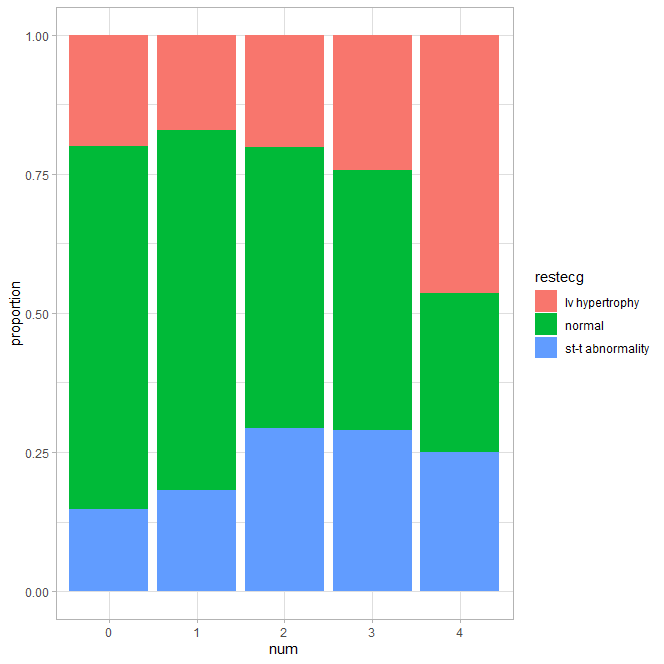 1.00
0.75
0.50
0.25
0.00
proportion
0 1 2 3 4
num
restecg
lv hypertrophy
normal
st-t abnormality